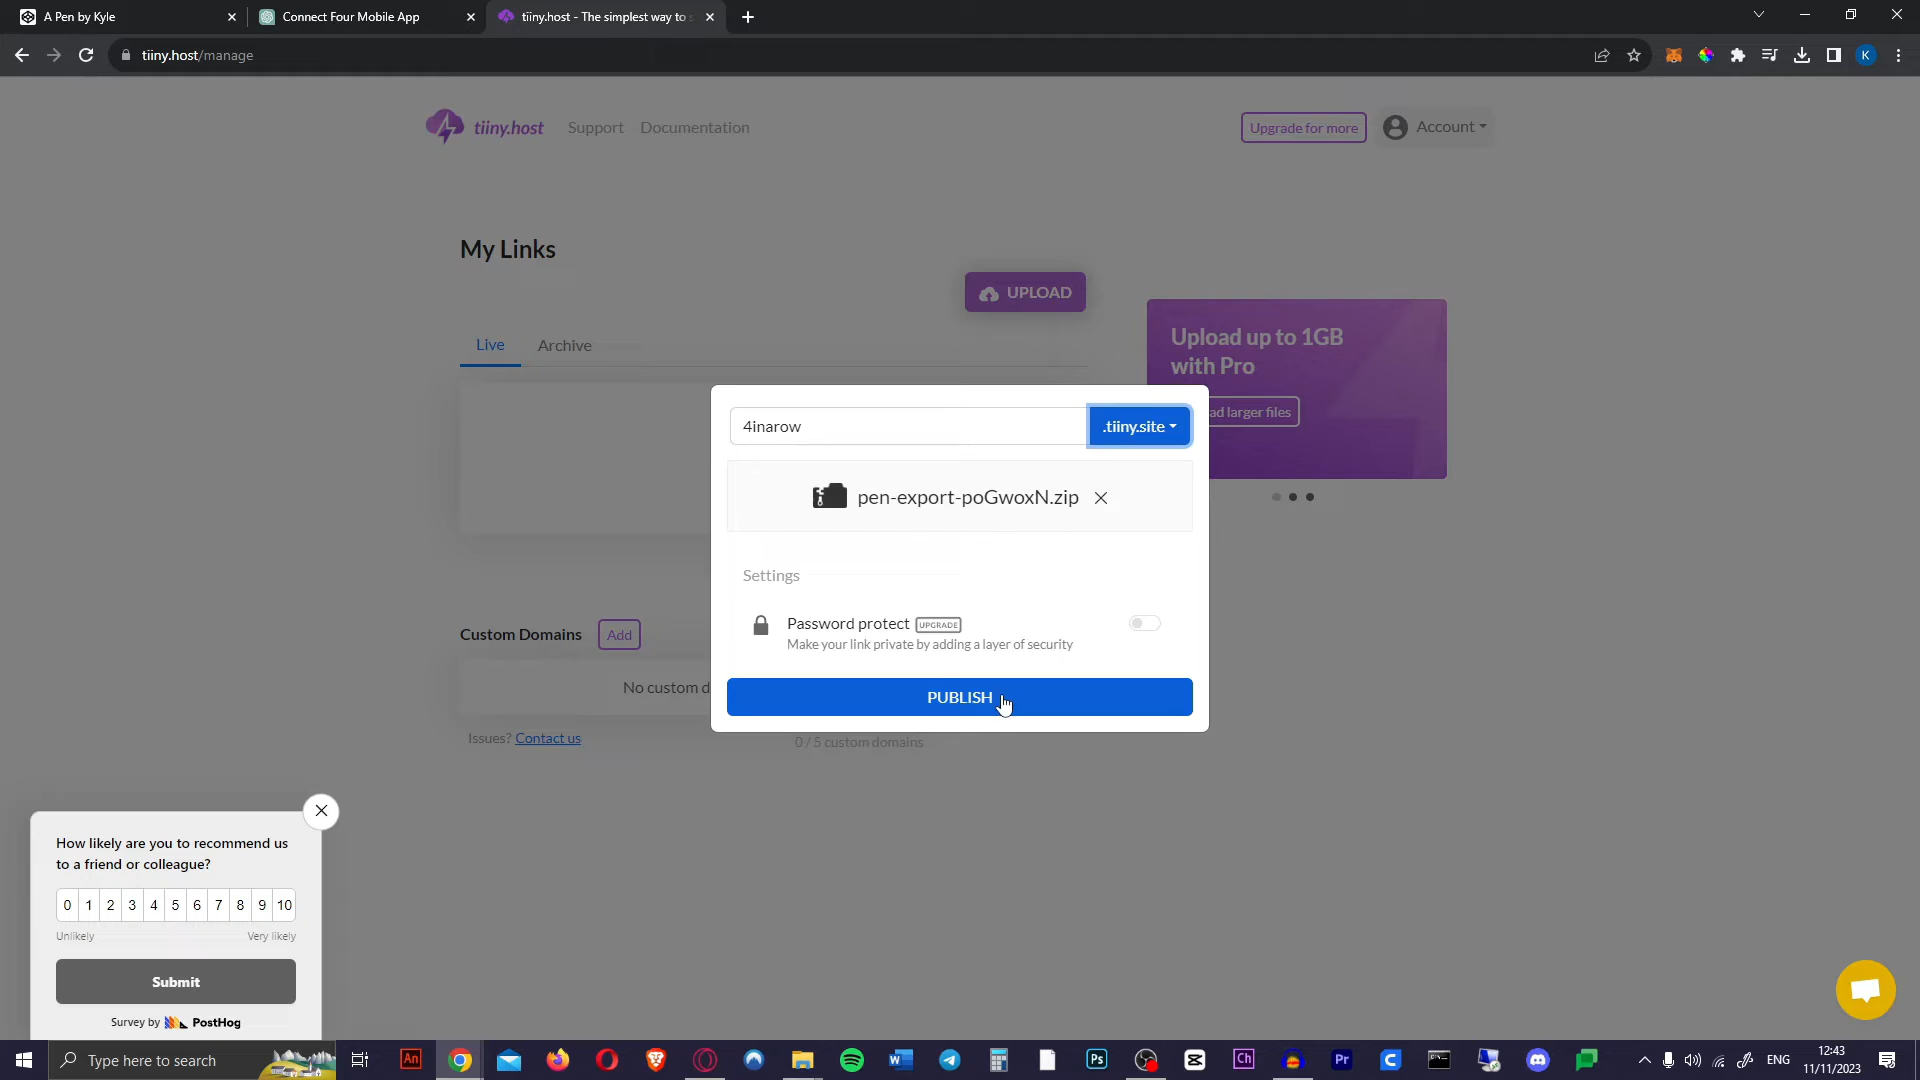 A Pen by Kyle
Connect Four Mobile App
tiiny.host - The simplest way to s
tiiny.host/manage
K
tiiny.host
Support
Documentation
Upgrade for more
Account
My Links
UPLOAD
Live
Archive
Upload up to 1GB
with Pro
ad larger files
4inarow
.tiiny.site
pen-export-poGwoxN.zip
Settings
Password protect UPGRADE
Make your link private by adding a layer of security
PUBLISH
Custom Domains
Add
No custom d
Issues? Contact us
0 / 5 custom domains
How likely are you to recommend us
to a friend or colleague?
0 1 2 3 4 5 6 7 8 9 10
Unlikely
Very likely
Submit
Survey by PostHog
Type here to search
An
Ps
Ch
Pr
ENG
12:43
11/11/2023